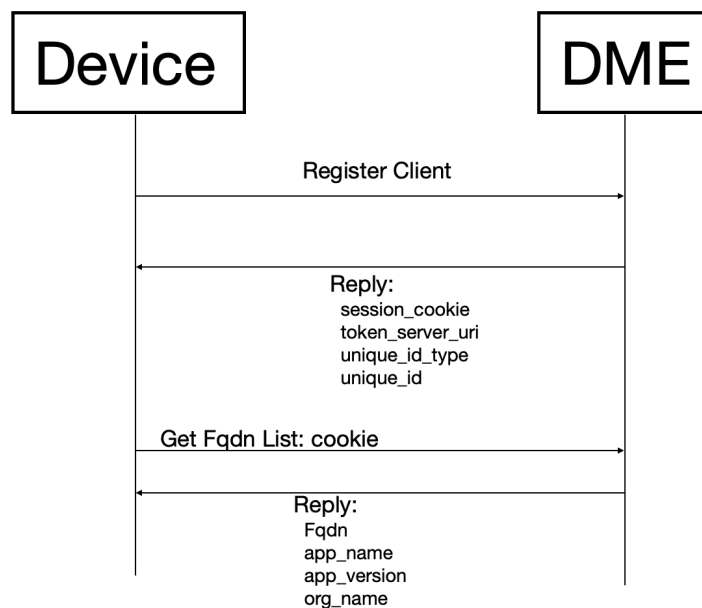 Device
DME
Register Client
Reply:
session_cookie
token_server_uri
unique_id_type
unique_id
Get Fqdn List: cookie
Reply:
Fqdn
app_name
app_version
org_name